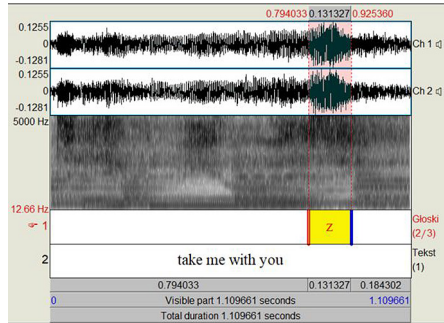 0.794033 0.131327 0.925360
0.1255
0
-0.1281
Ch 1
0.1255
0
-0.1281
Ch 2
5000 Hz
12.66 Hz
1
z
Głoski
(2/3)
2
take me with you
Tekst
(1)
0.794033 0.131327 0.184302
0 Visible part 1.109661 seconds 1.109661
Total duration 1.109661 seconds